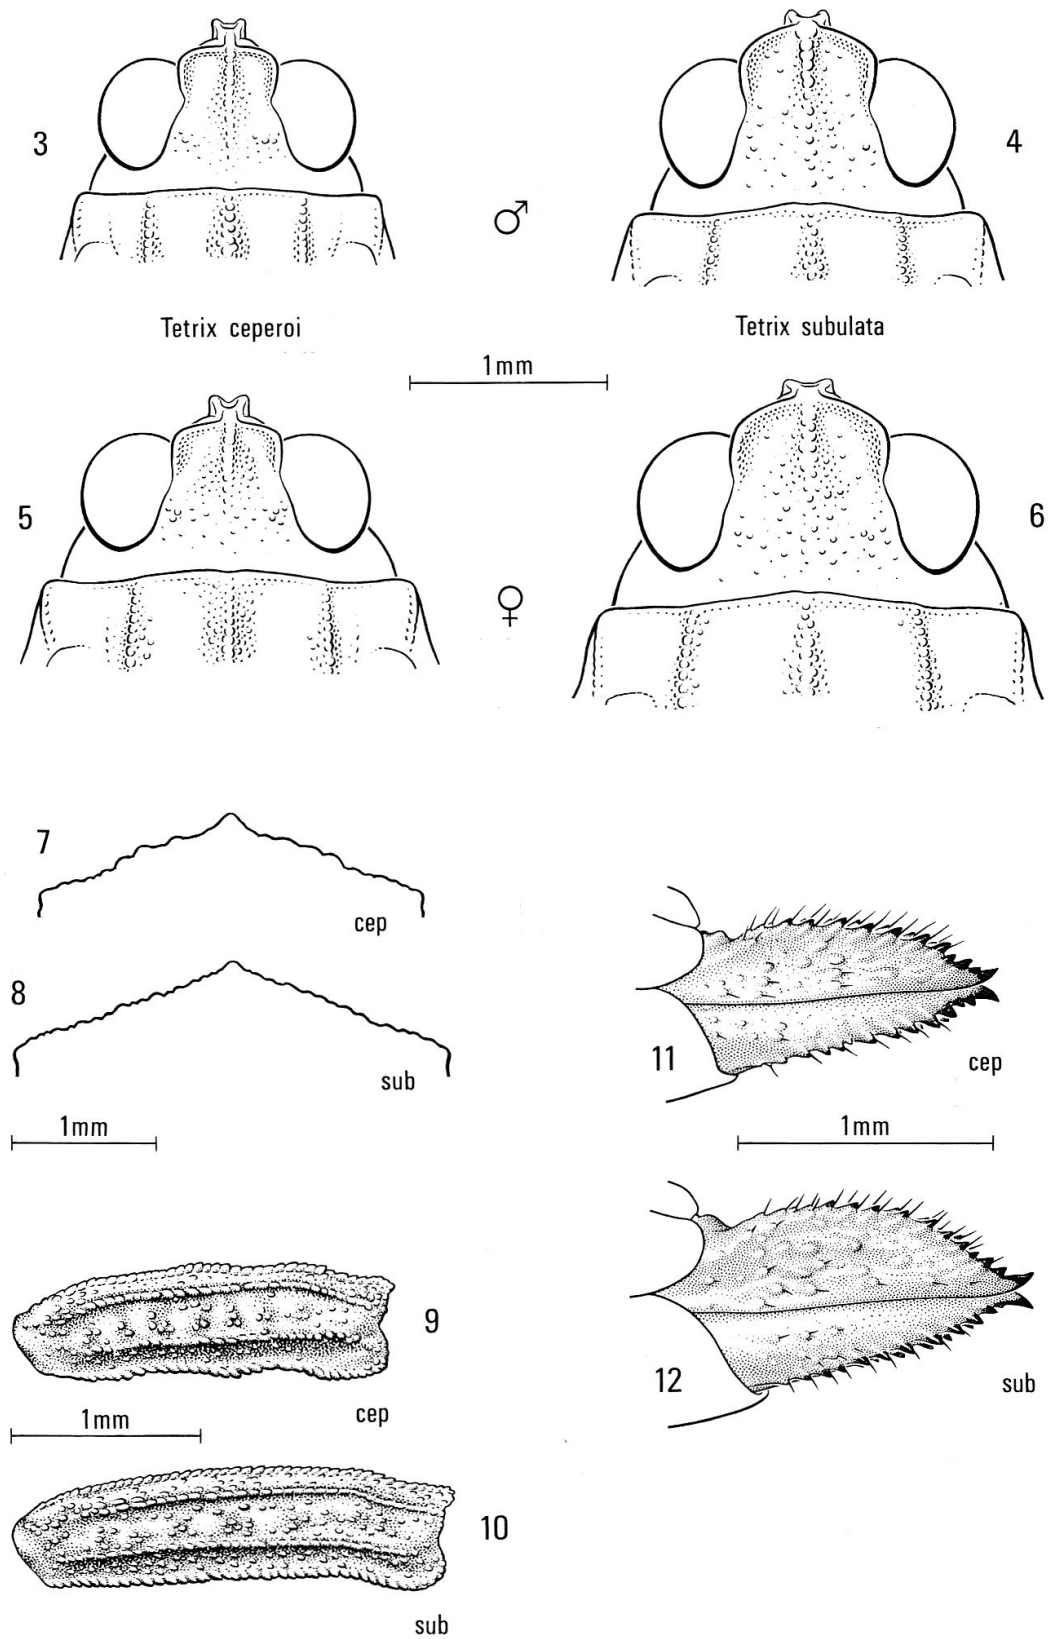 3
4
♂
Tetrix ceperoi
Tetrix subulata
1mm
5
6
♀
7
cep
8
sub
1mm
11
cep
1mm
9
cep
1mm
12
sub
10
sub